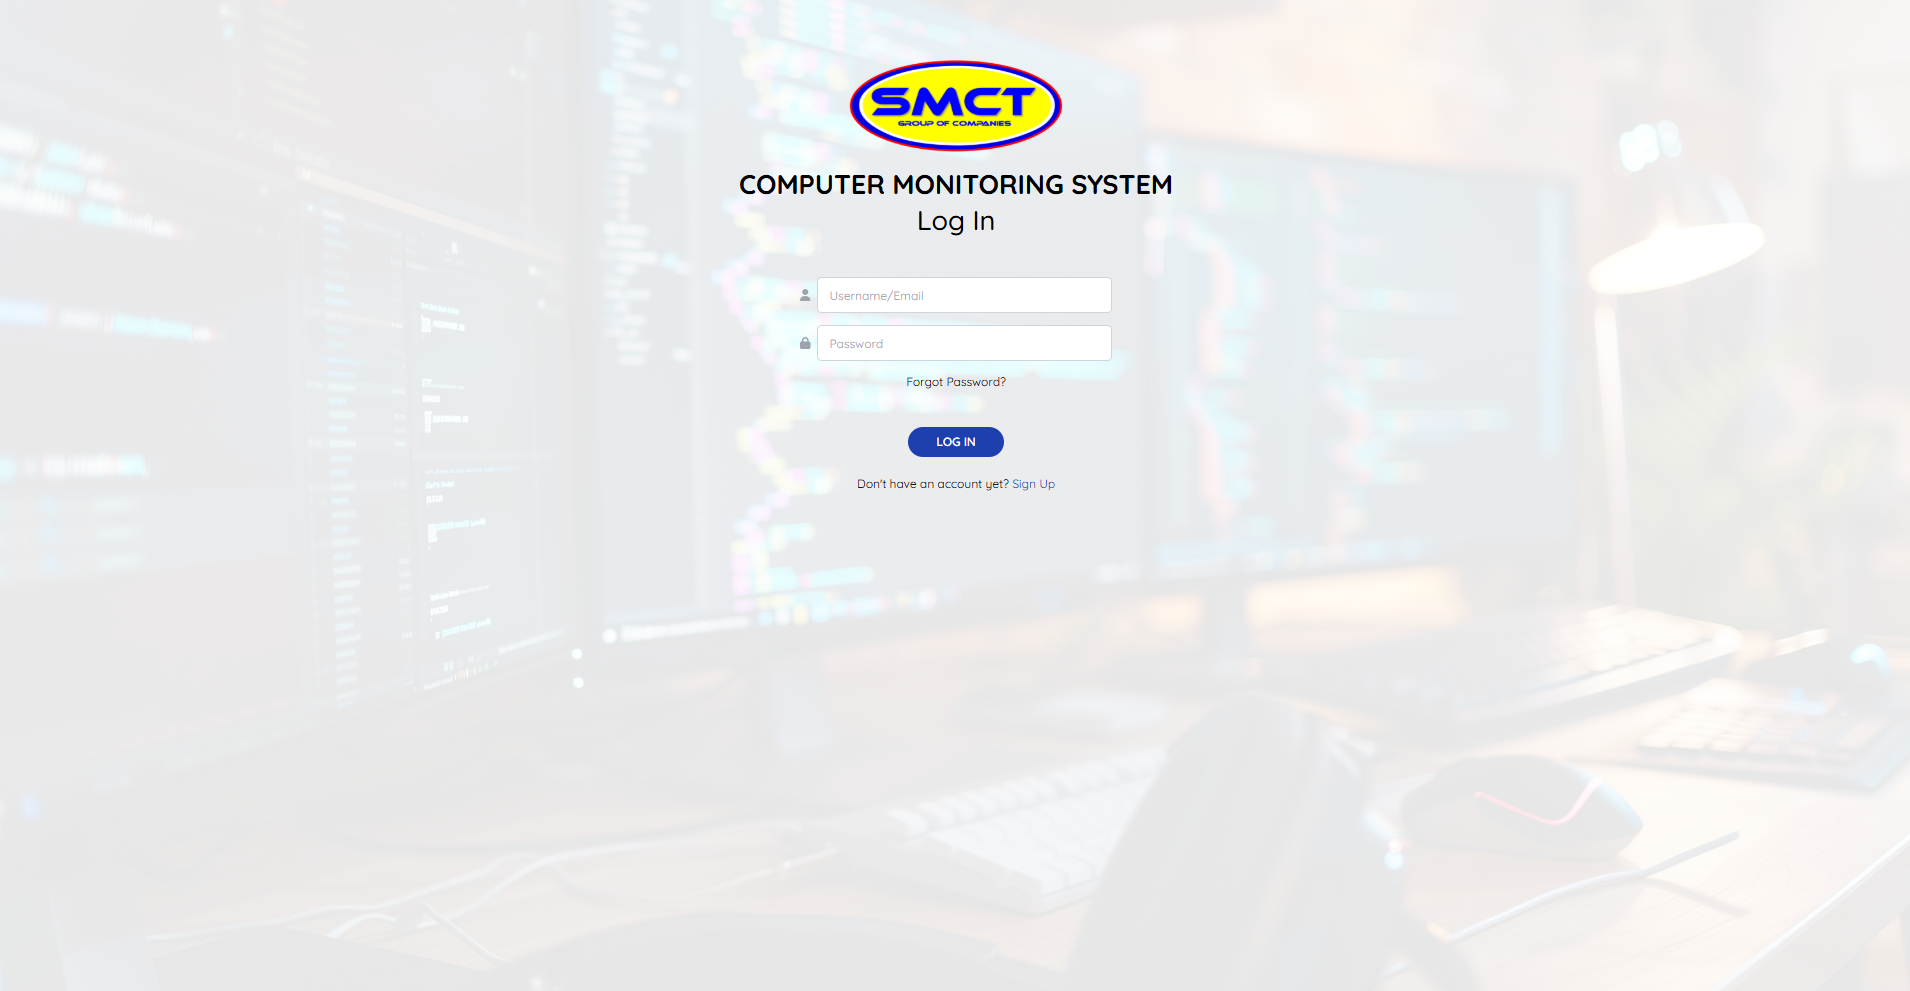 SMCT
GROUP OF COMPANIES
COMPUTER MONITORING SYSTEM
Log In
Username/Email
Password
Forgot Password?
LOG IN
Don't have an account yet? Sign Up